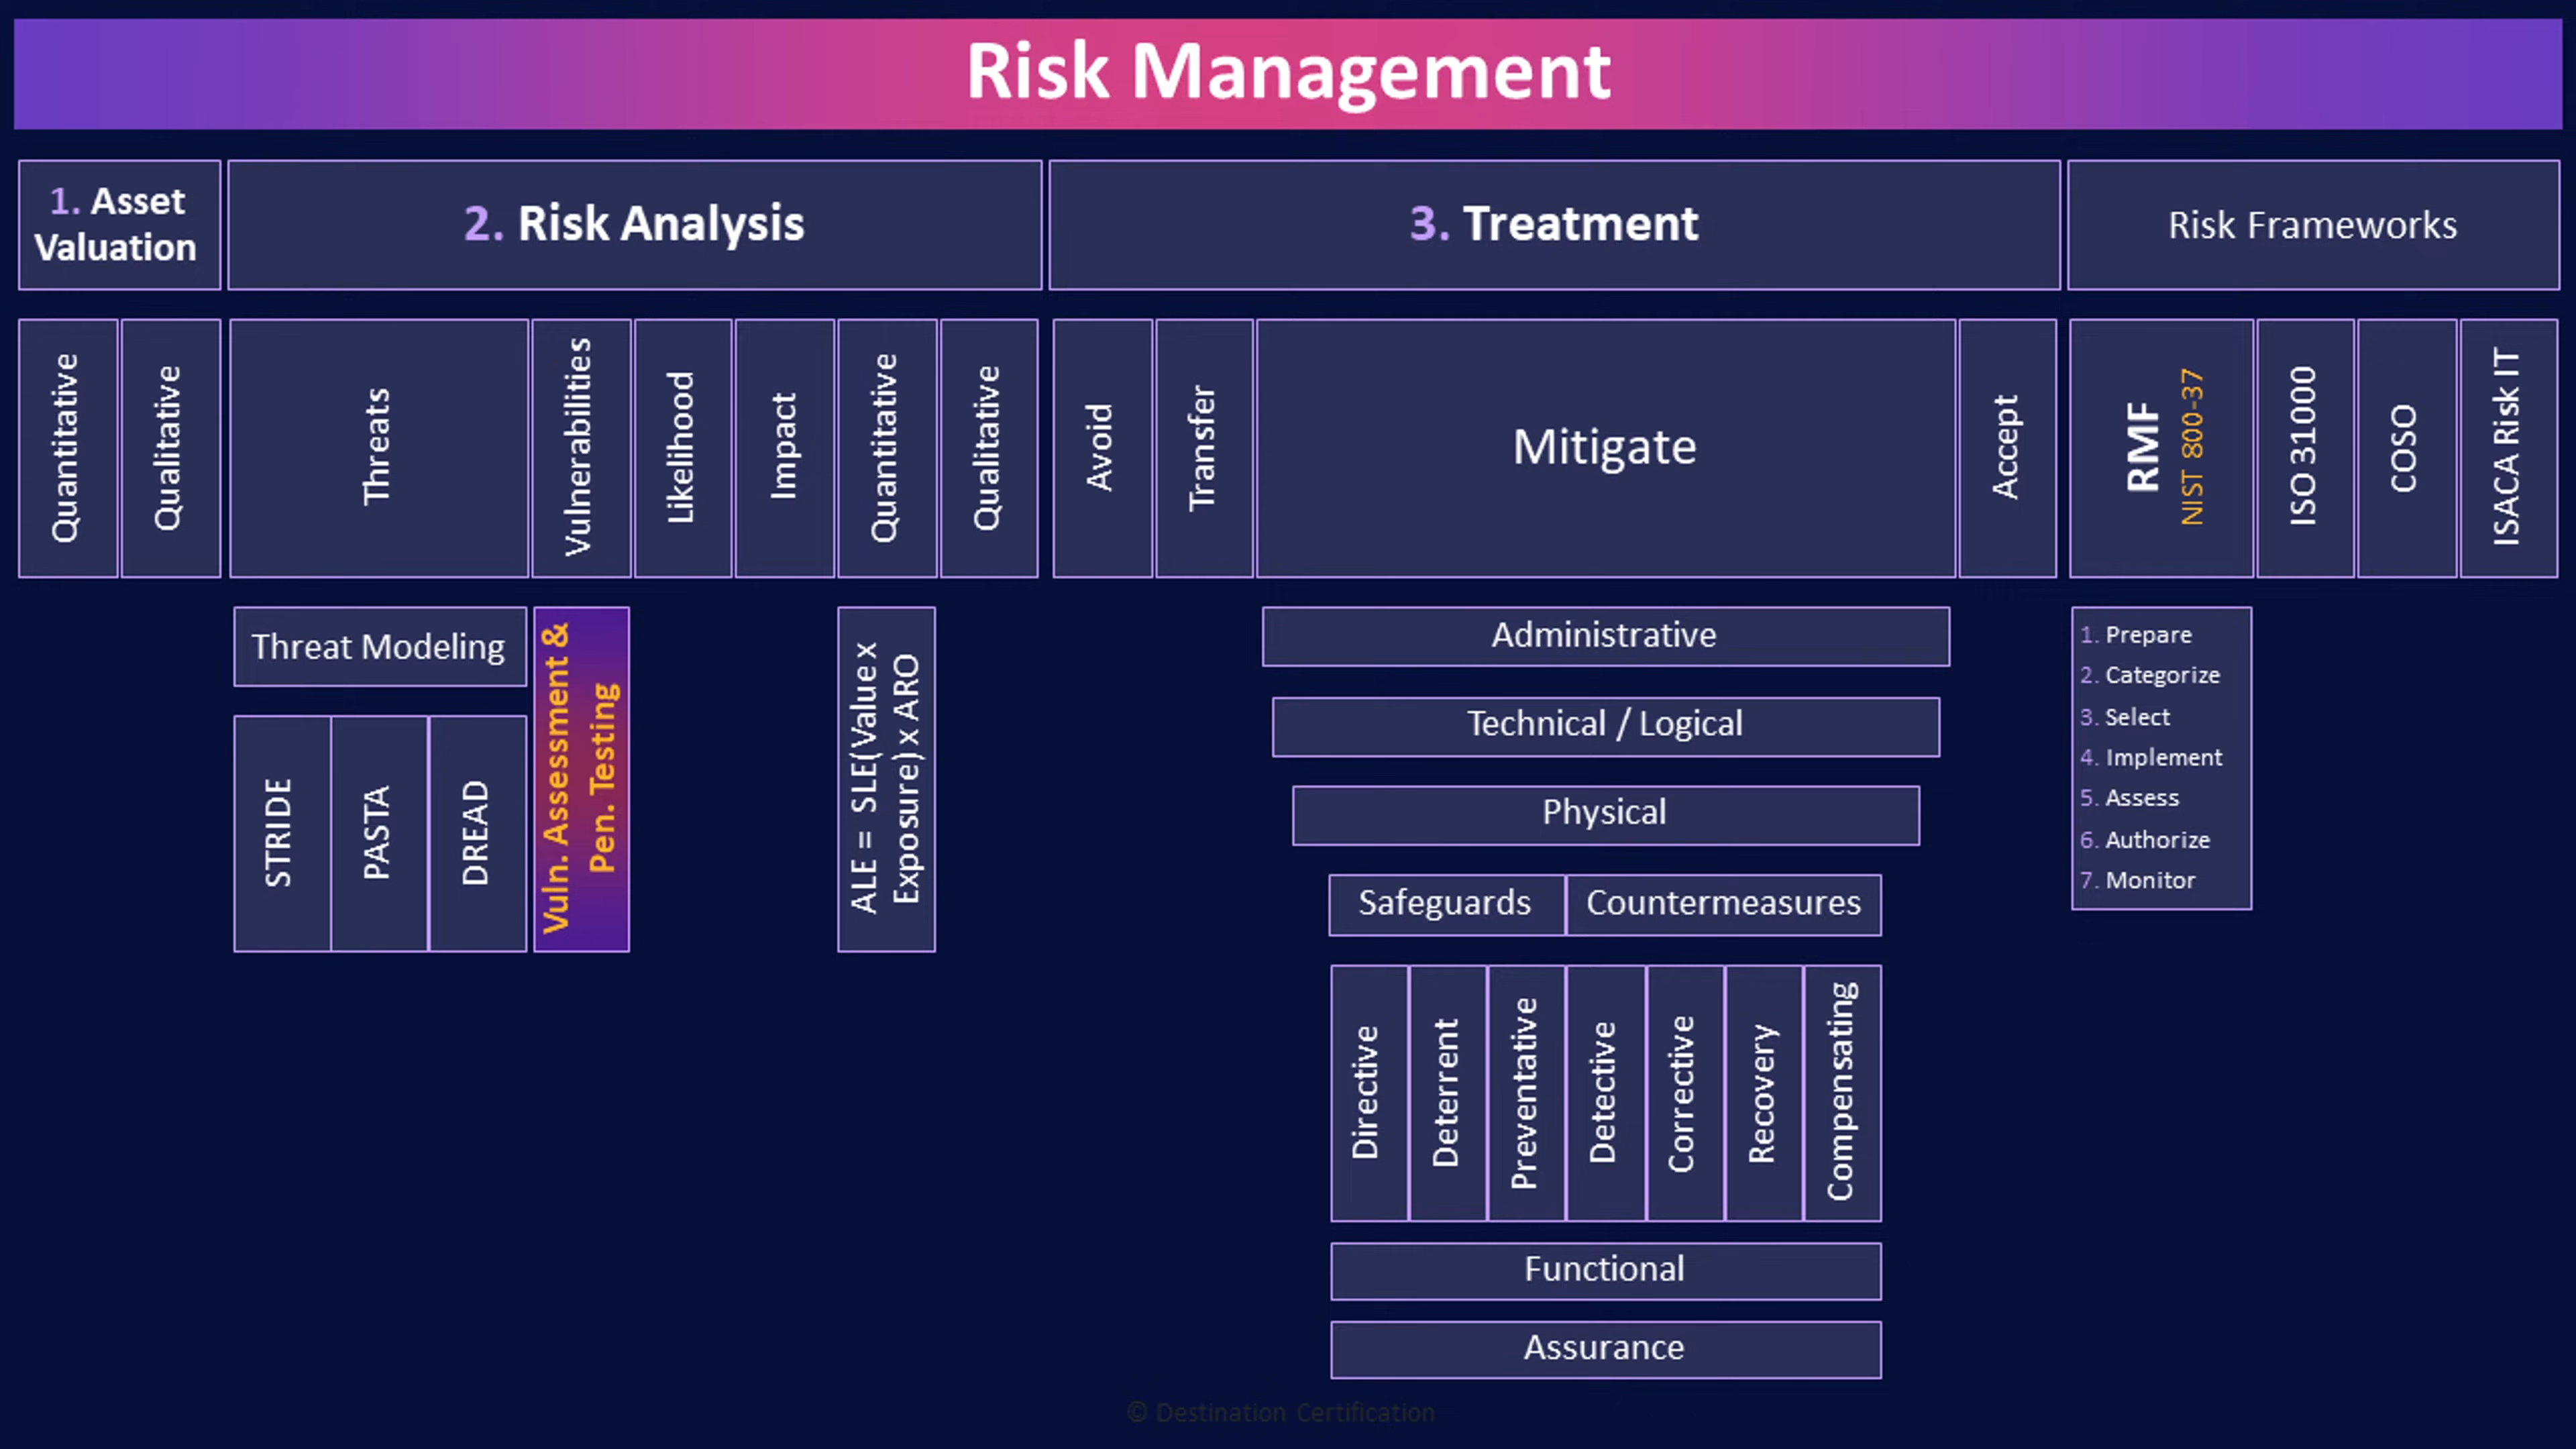 Risk Management
1. Asset
Valuation
2. Risk Analysis
3. Treatment
Risk Frameworks
Quantitative
Qualitative
Threats
Vulnerabilities
Likelihood
Impact
Quantitative
Qualitative
Avoid
Transfer
Mitigate
Accept
RMF
NIST 800-37
ISO 31000
COSO
ISACA Risk IT
Threat Modeling
STRIDE
PASTA
DREAD
Vuln. Assessment &
Pen. Testing
ALE = SLE(Value x
Exposure) x ARO
Administrative
Technical / Logical
Physical
Safeguards
Countermeasures
Directive
Deterrent
Preventative
Detective
Corrective
Recovery
Compensating
Functional
Assurance
1. Prepare
2. Categorize
3. Select
4. Implement
5. Assess
6. Authorize
7. Monitor
© Destination Certification